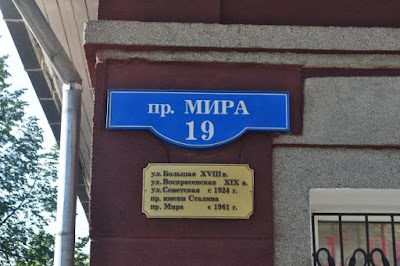 пр. МИРА
19
ул. Большая XVIII в.
ул. Воскресенская XIX в.
ул. Советская с 1924 г.
пр. имени Сталина
пр. Мира с 1961 г.